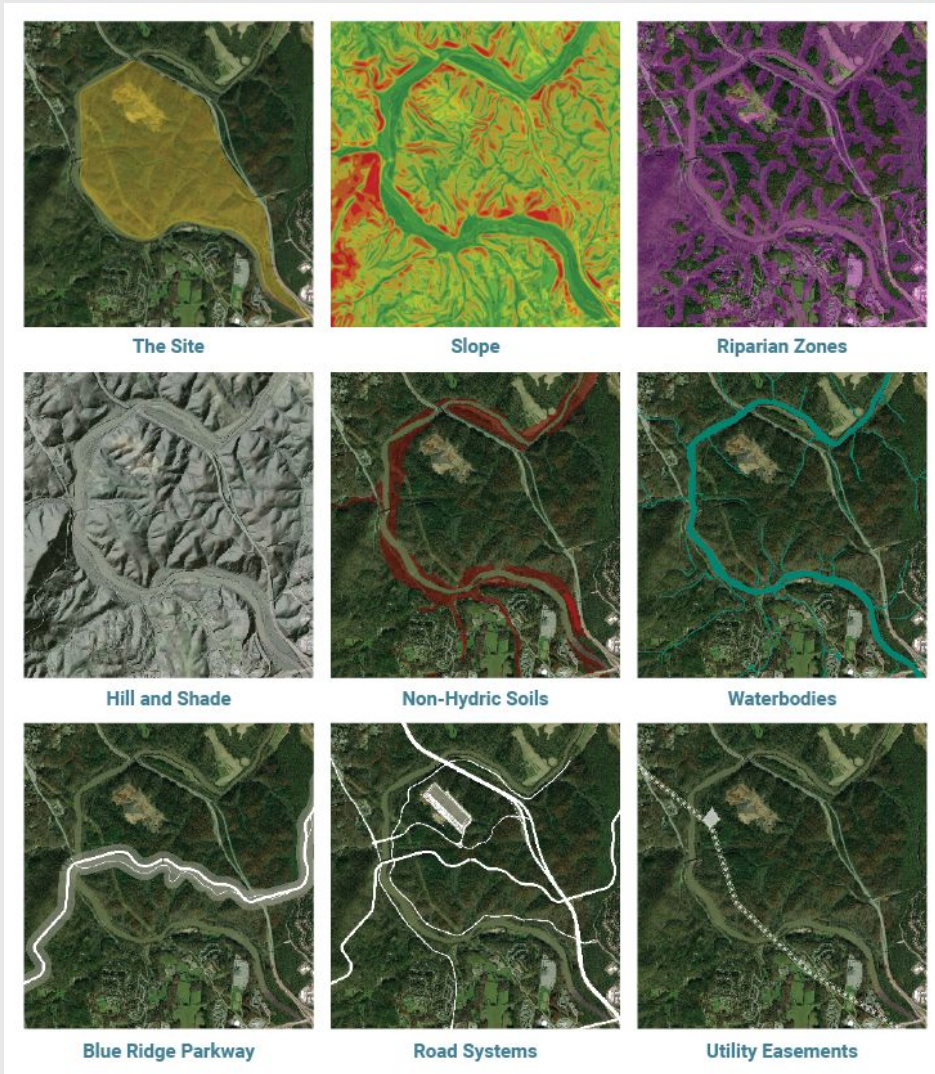 The Site
Slope
Riparian Zones
Hill and Shade
Non-Hydric Soils
Waterbodies
Blue Ridge Parkway
Road Systems
Utility Easements